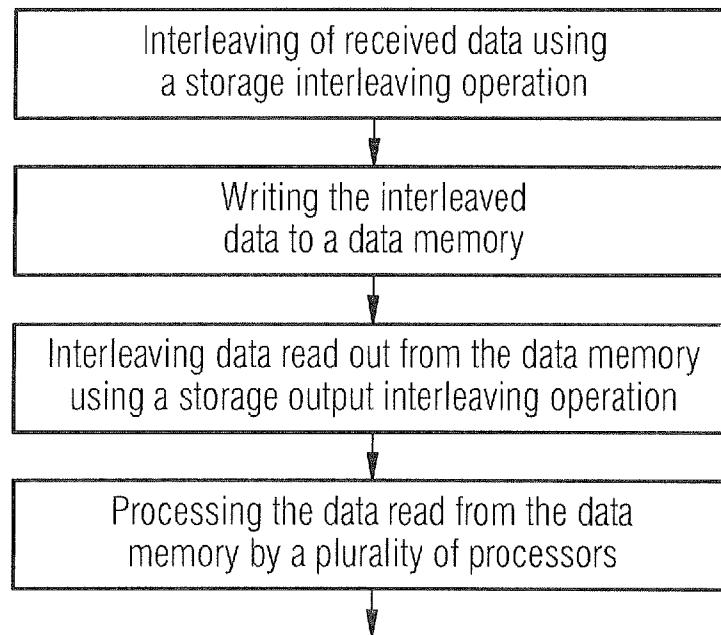 Interleaving of received data using
a storage interleaving operation
Writing the interleaved
data to a data memory
Interleaving data read out from the data memory
using a storage output interleaving operation
Processing the data read from the data
memory by a plurality of processors